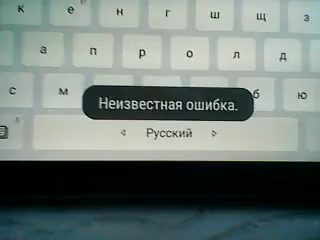 к е н г ш щ з
а п р о л д
с м б ю
Неизвестная ошибка.
Русский